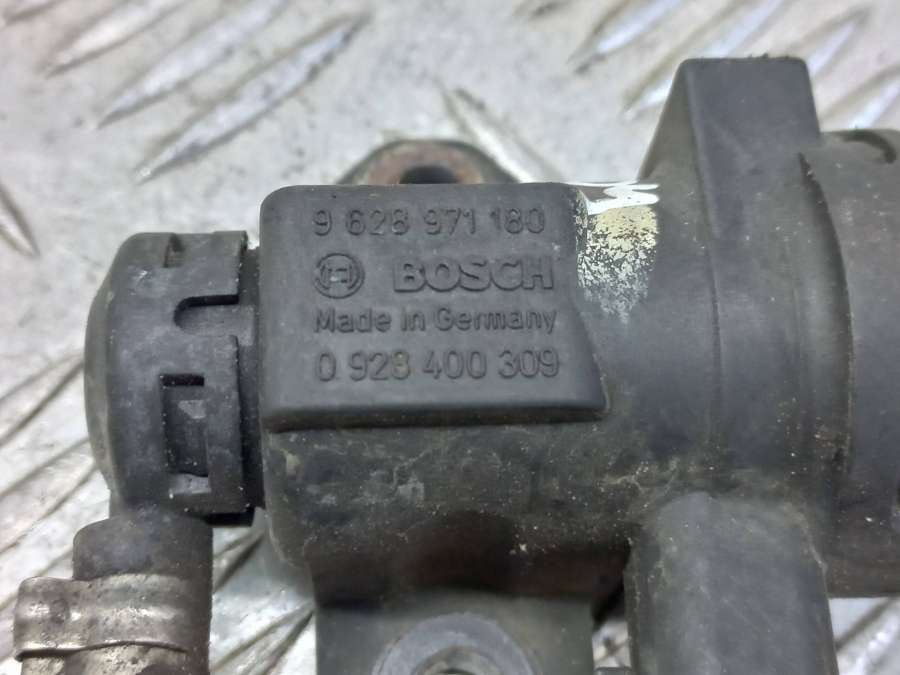 9 628 971 180
BOSCH
Made in Germany
0 928 400 309